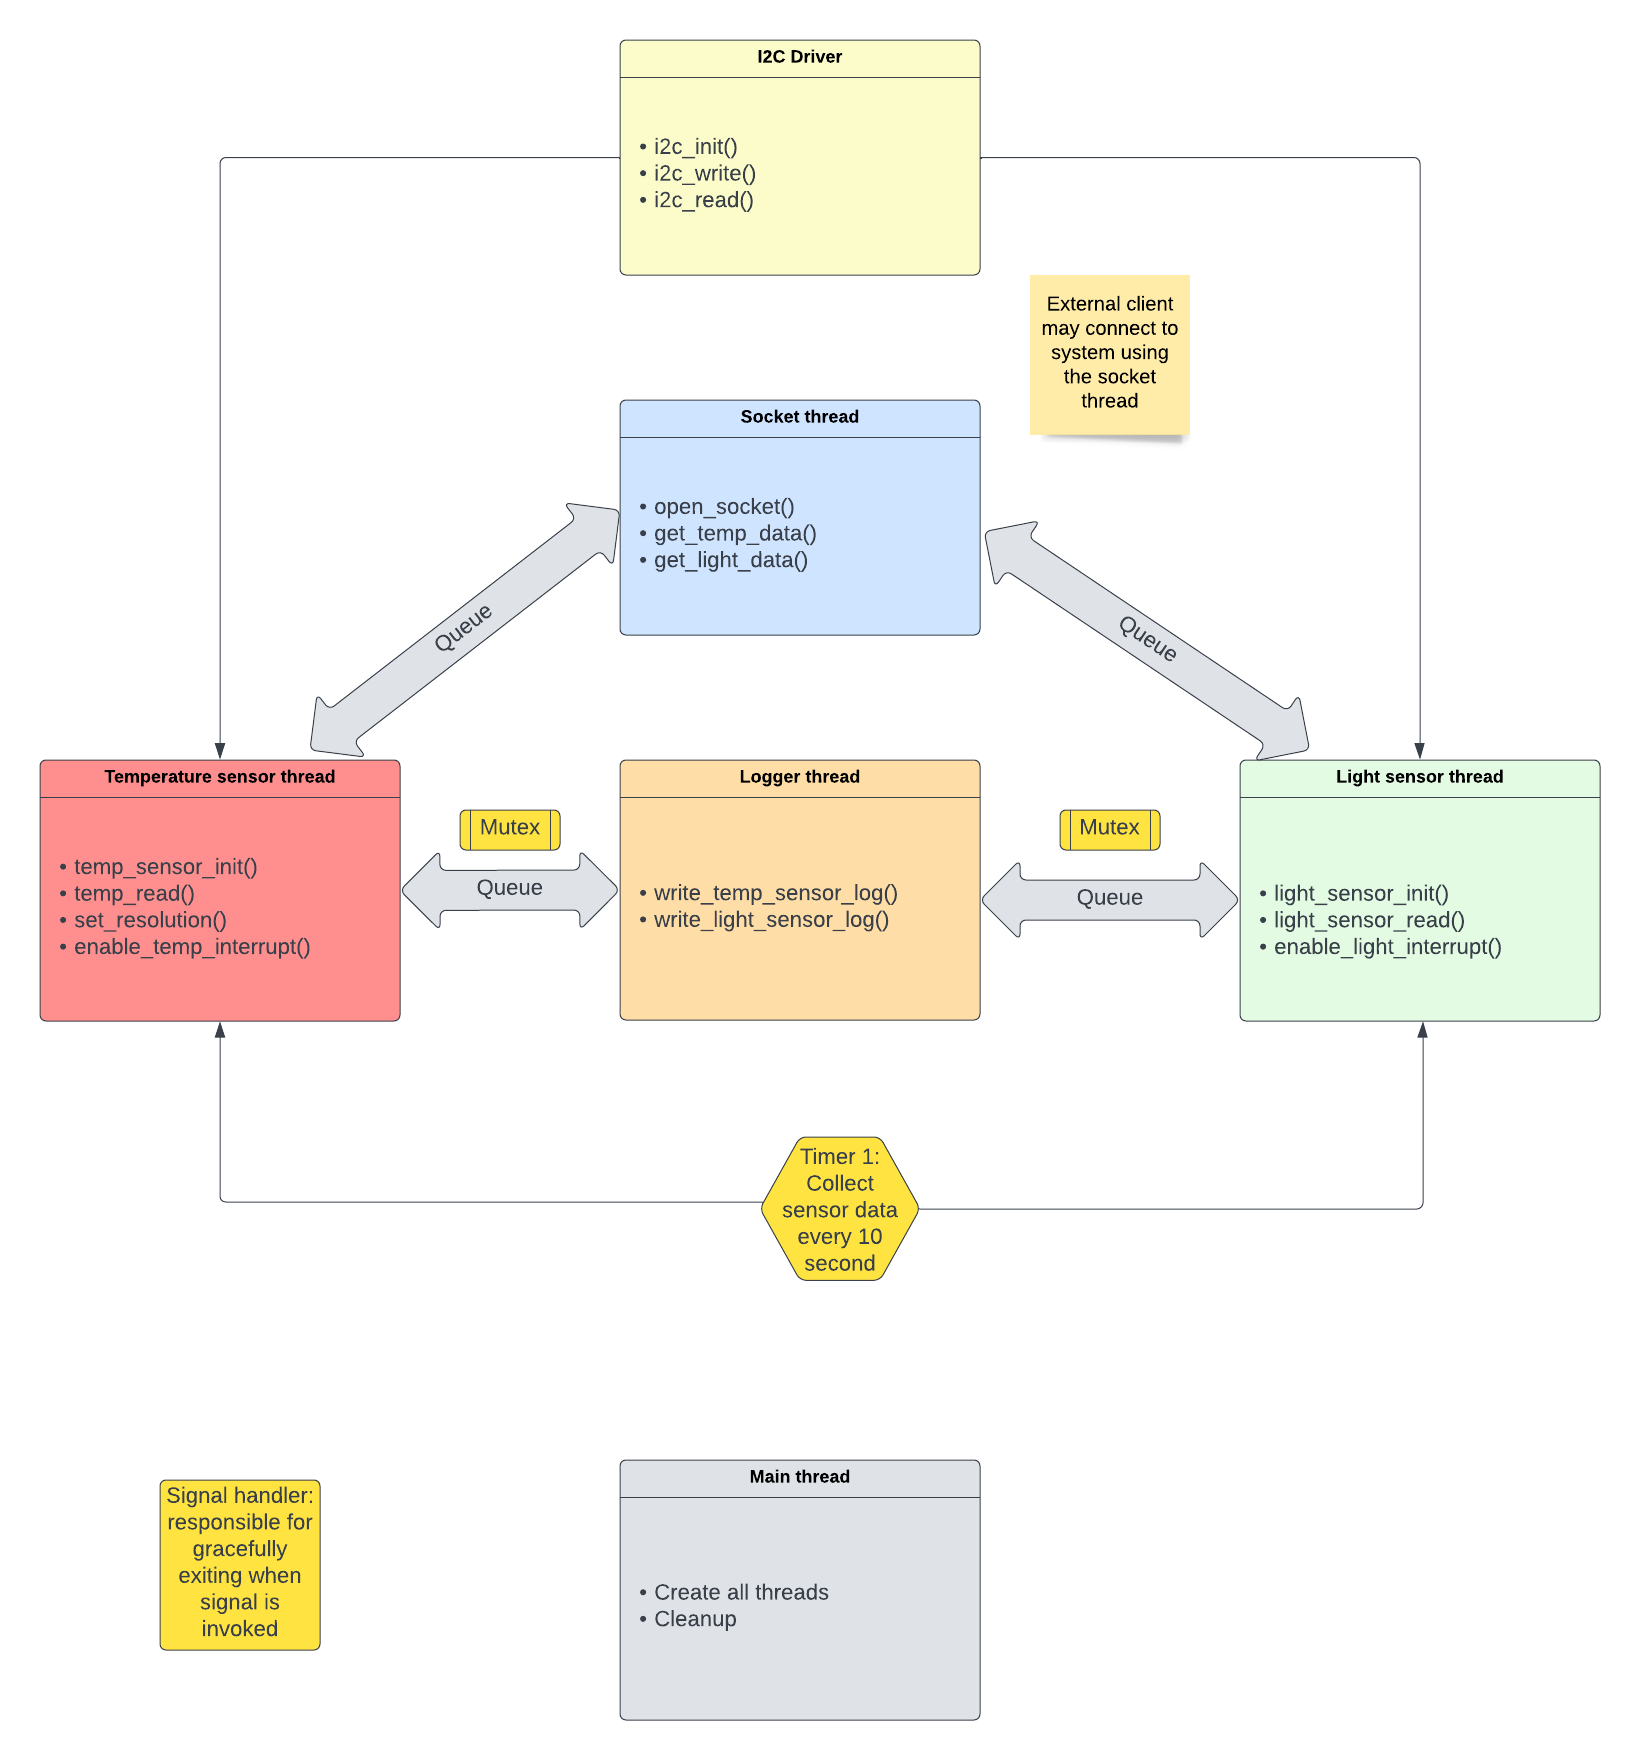 I2C Driver
• i2c_init()
• i2c_write()
• i2c_read()
External client
may connect to
system using
the socket
thread
Socket thread
• open_socket()
• get_temp_data()
• get_light_data()
Queue
Queue
Temperature sensor thread
• temp_sensor_init()
• temp_read()
• set_resolution()
• enable_temp_interrupt()
Mutex
Queue
Logger thread
• write_temp_sensor_log()
• write_light_sensor_log()
Mutex
Queue
Light sensor thread
• light_sensor_init()
• light_sensor_read()
• enable_light_interrupt()
Timer 1:
Collect
sensor data
every 10
second
Signal handler:
responsible for
gracefully
exiting when
signal is
invoked
Main thread
• Create all threads
• Cleanup